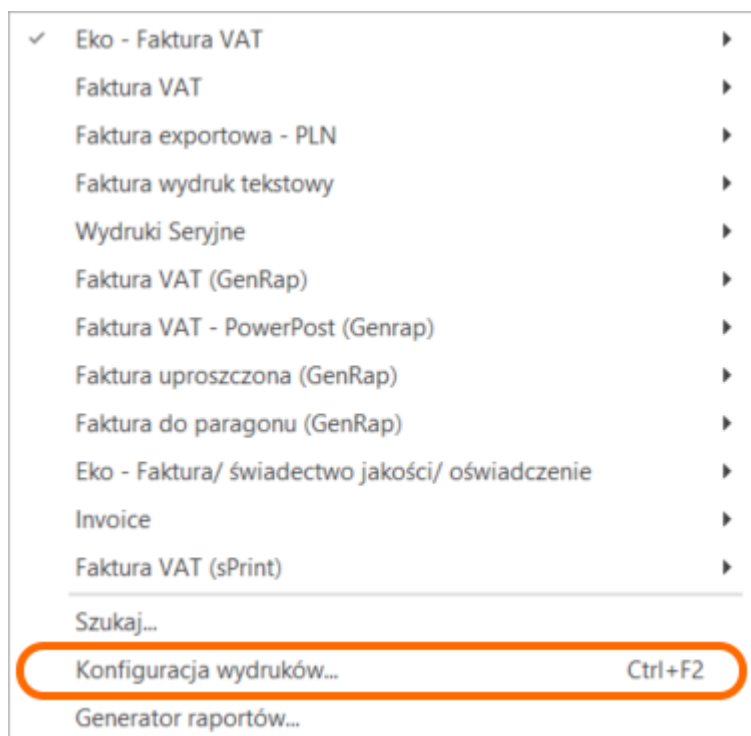 Eko - Faktura VAT
Faktura VAT
Faktura exportowa - PLN
Faktura wydruk tekstowy
Wydruki Seryjne
Faktura VAT (GenRap)
Faktura VAT - PowerPost (Genrap)
Faktura uproszczona (GenRap)
Faktura do paragonu (GenRap)
Eko - Faktura/ świadectwo jakości/ oświadczenie
Invoice
Faktura VAT (sPrint)
Szukaj...
Konfiguracja wydruków... Ctrl+F2
Generator raportów...